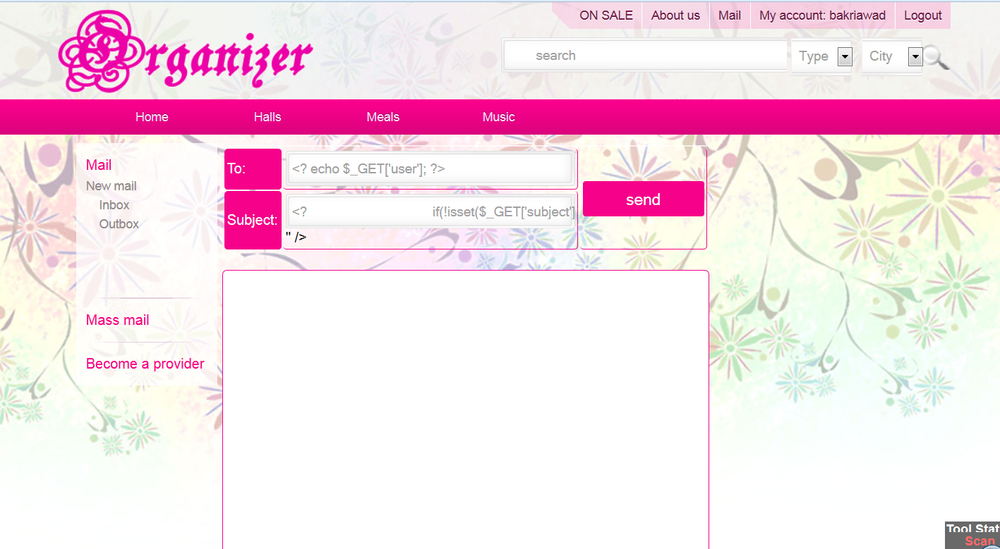 ON SALE About us Mail My account: bakriawad Logout
Organizer
search Type City
Home Halls Meals Music
Mail
New mail
Inbox
Outbox
Mass mail
Become a provider
To: <? echo $_GET['user']; ?>
Subject: <? if(!isset($_GET['subject']
" />
send
Tool Stat
Scan